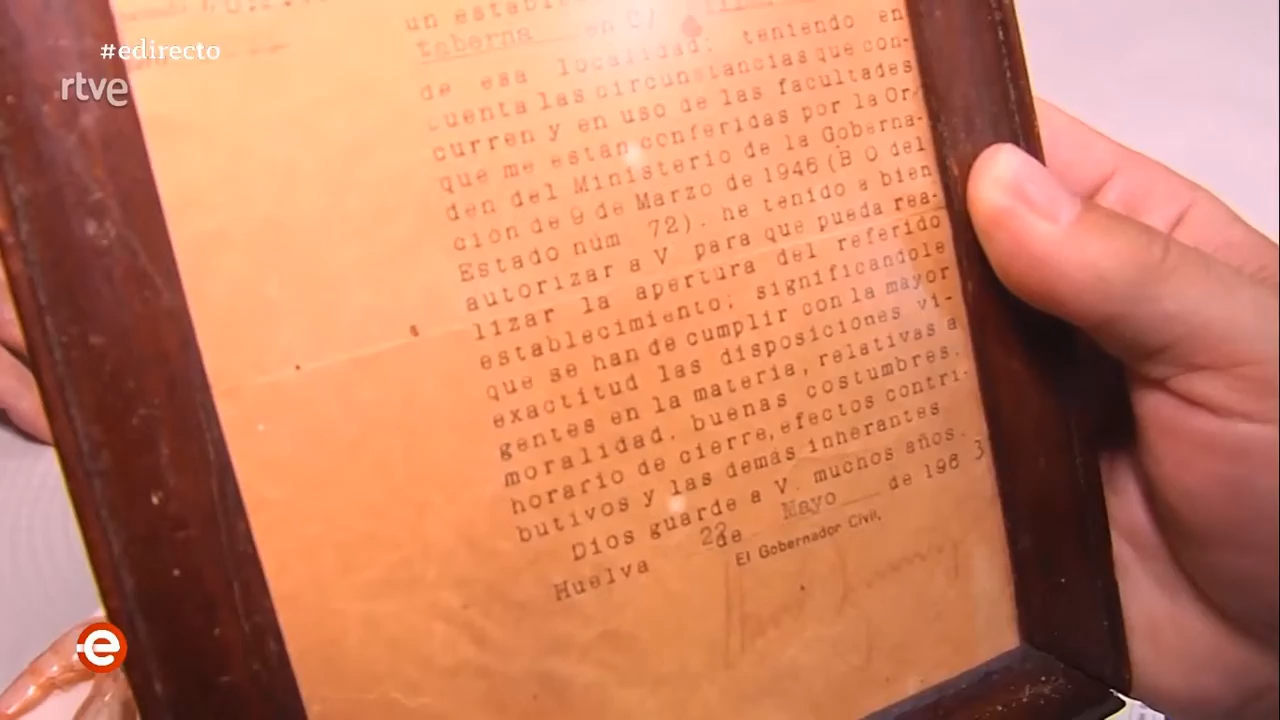 #edirecto
rtve
un
taberna en C/
de esa localidad; teniendo en
cuenta las circunstancias que con-
curren y en uso de las facultades
que me estan conferidas por la Or-
den del Ministerio de la Goberna-
ción de 9 de Marzo de 1946 (B O del
Estado núm 72). he tenido a bien
autorizar a V para que pueda rea-
lizar la apertura del referido
establecimiento; significandole
que se han de cumplir con la mayor
exactitud las disposiciones vi-
gentes en la materia, relativas a
moralidad. buenas costumbres.
horario de cierre, efectos contri-
butivos y las demás inherantes
Dios guarde a V. muchos años.
Huelva 22 de Mayo de 196 3
El Gobernador Civil,
e